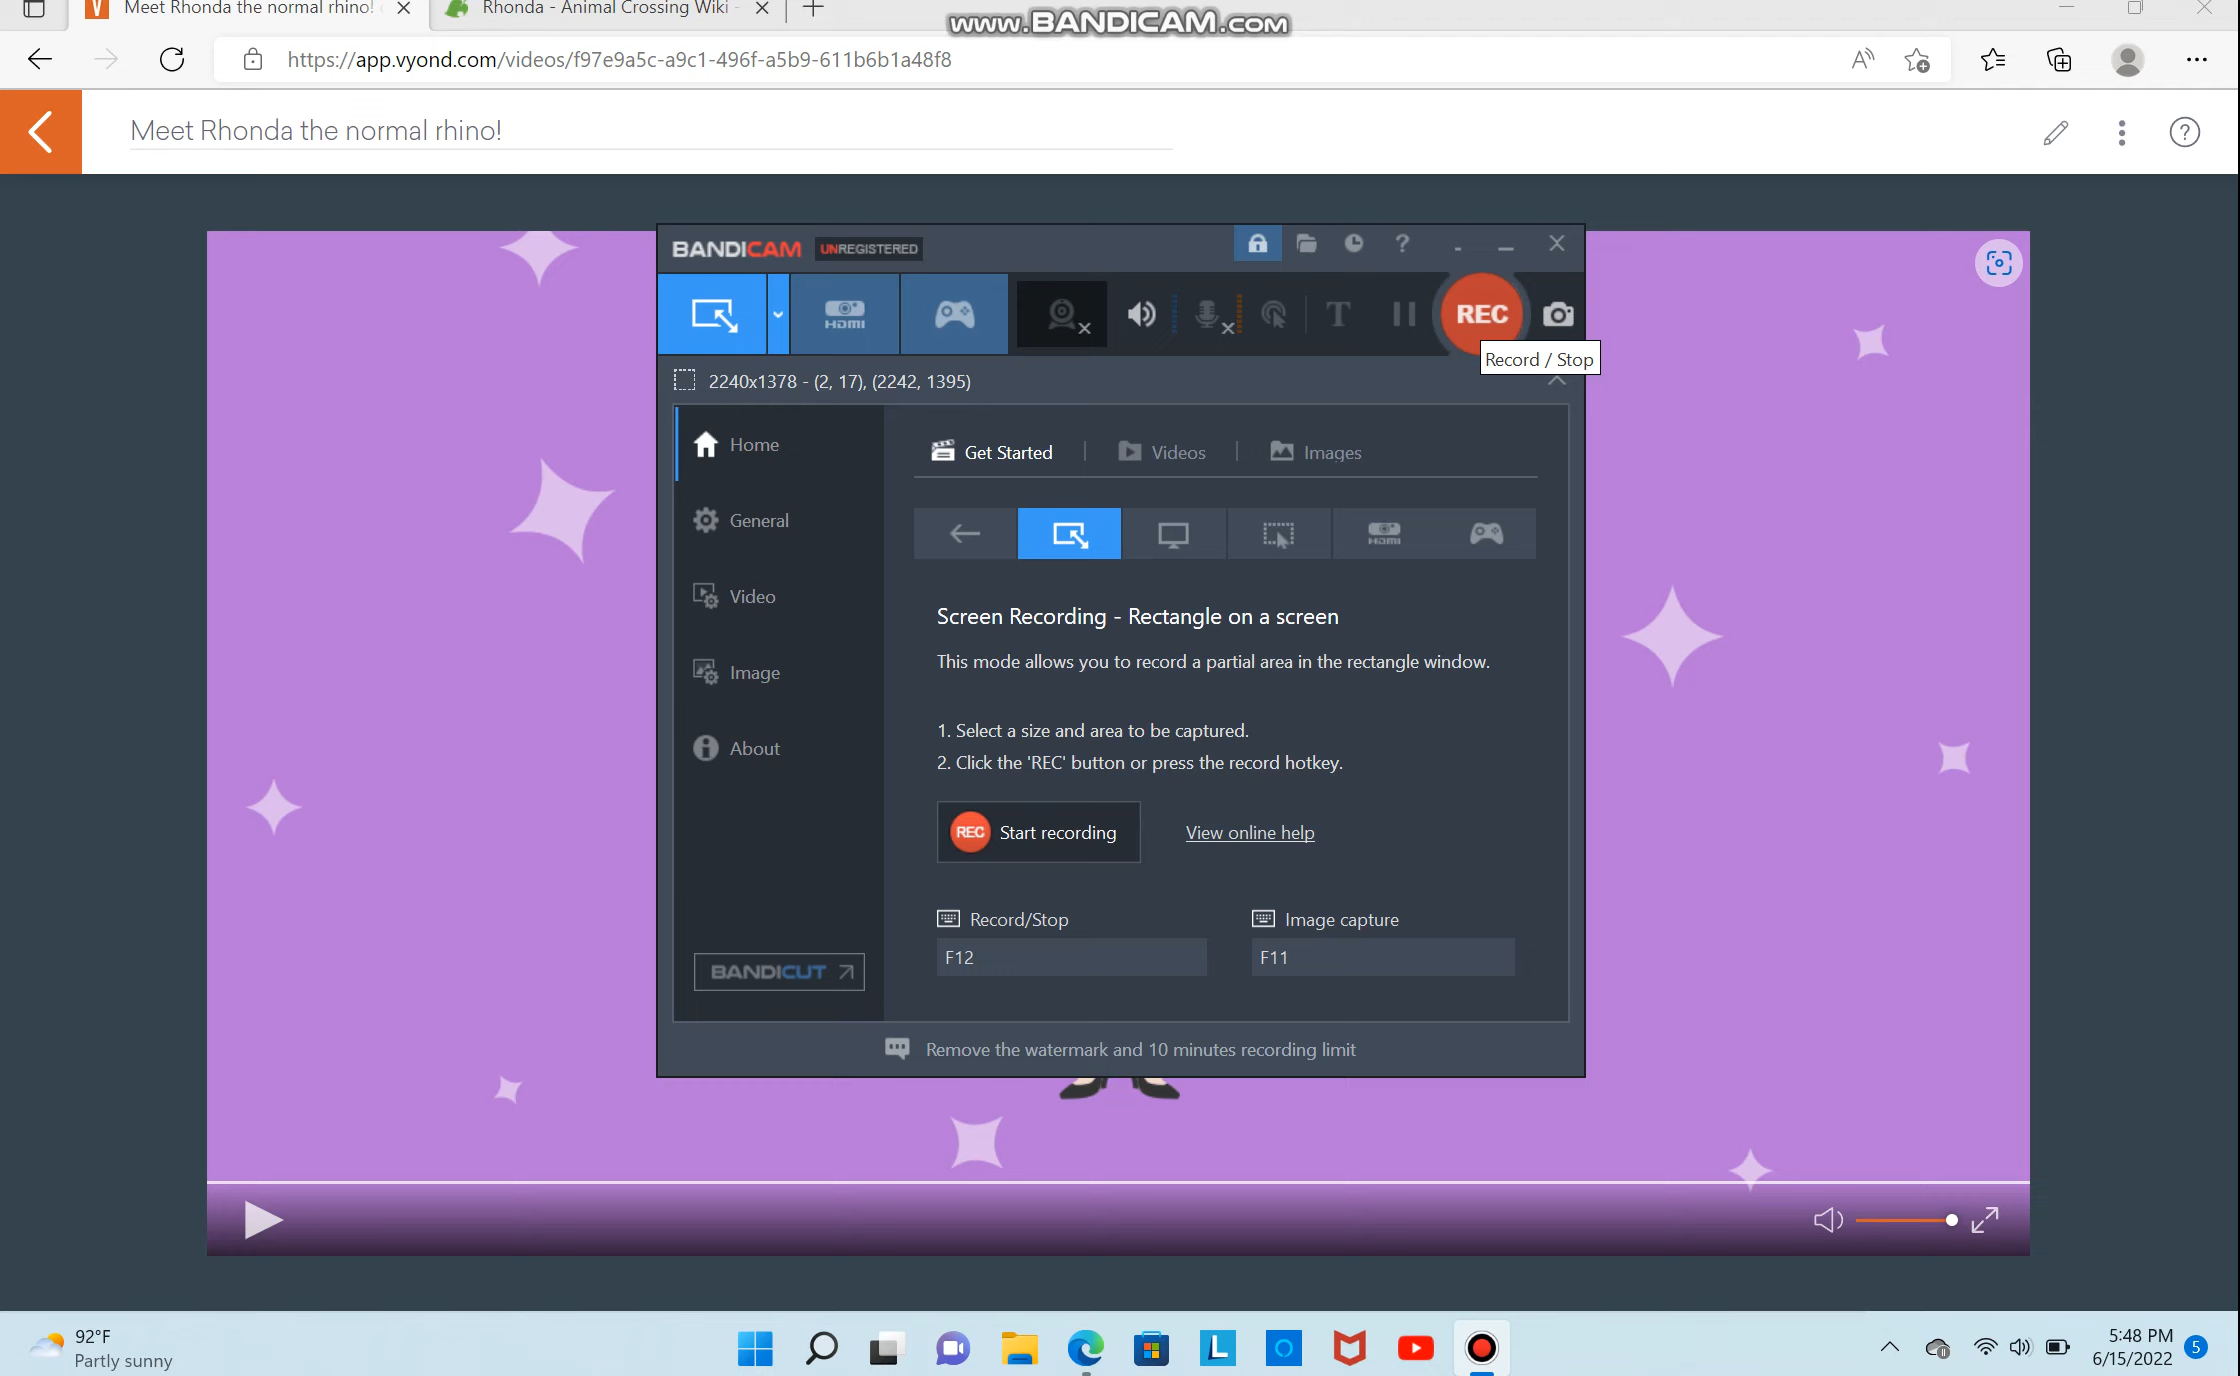 Meet Rhonda the normal rhino!
Rhonda - Animal Crossing Wiki -
www.BANDICAM.com
https://app.vyond.com/videos/f97e9a5c-a9c1-496f-a5b9-611b6b1a48f8
Meet Rhonda the normal rhino!
BANDICAM UNREGISTERED
HDMI
T
REC
Record / Stop
2240x1378 - (2, 17), (2242, 1395)
Home
Get Started
Videos
Images
General
HDMI
Video
Screen Recording - Rectangle on a screen
This mode allows you to record a partial area in the rectangle window.
Image
1. Select a size and area to be captured.
2. Click the 'REC' button or press the record hotkey.
About
REC Start recording
View online help
Record/Stop
Image capture
F12
F11
BANDICUT
Remove the watermark and 10 minutes recording limit
92°F
Partly sunny
5:48 PM
6/15/2022
5